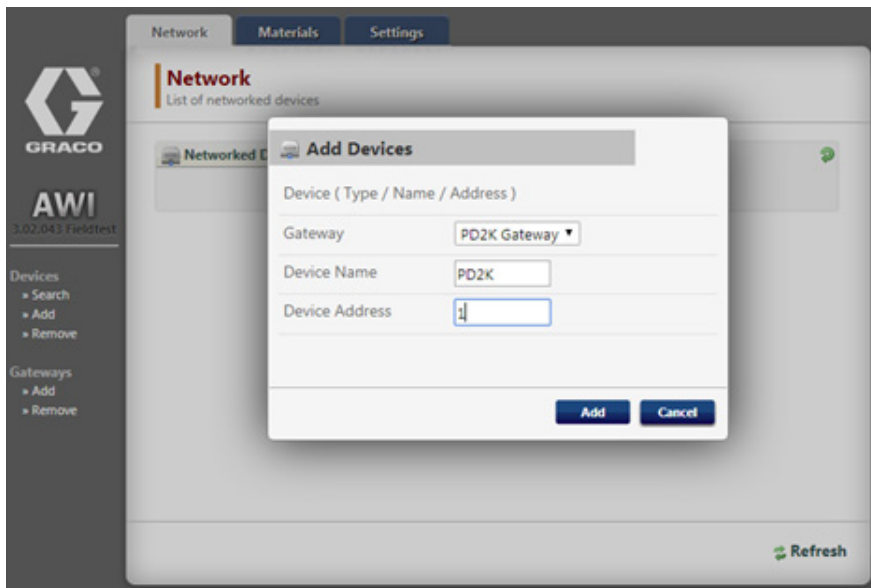 Network Materials Settings
GRACO
AWI
3.02.043 Fieldtest
Devices
» Search
» Add
» Remove
Gateways
» Add
» Remove
Network
List of networked devices
Networked D
Add Devices
Device ( Type / Name / Address )
Gateway PD2K Gateway
Device Name PD2K
Device Address 1
Add Cancel
Refresh